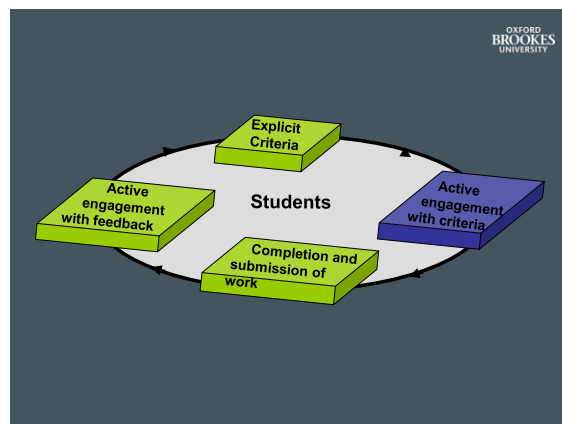 OXFORD
BROOKES
UNIVERSITY
Explicit
Criteria
Active
engagement
with feedback
Students
Active
engagement
with criteria
Completion and
submission of
work